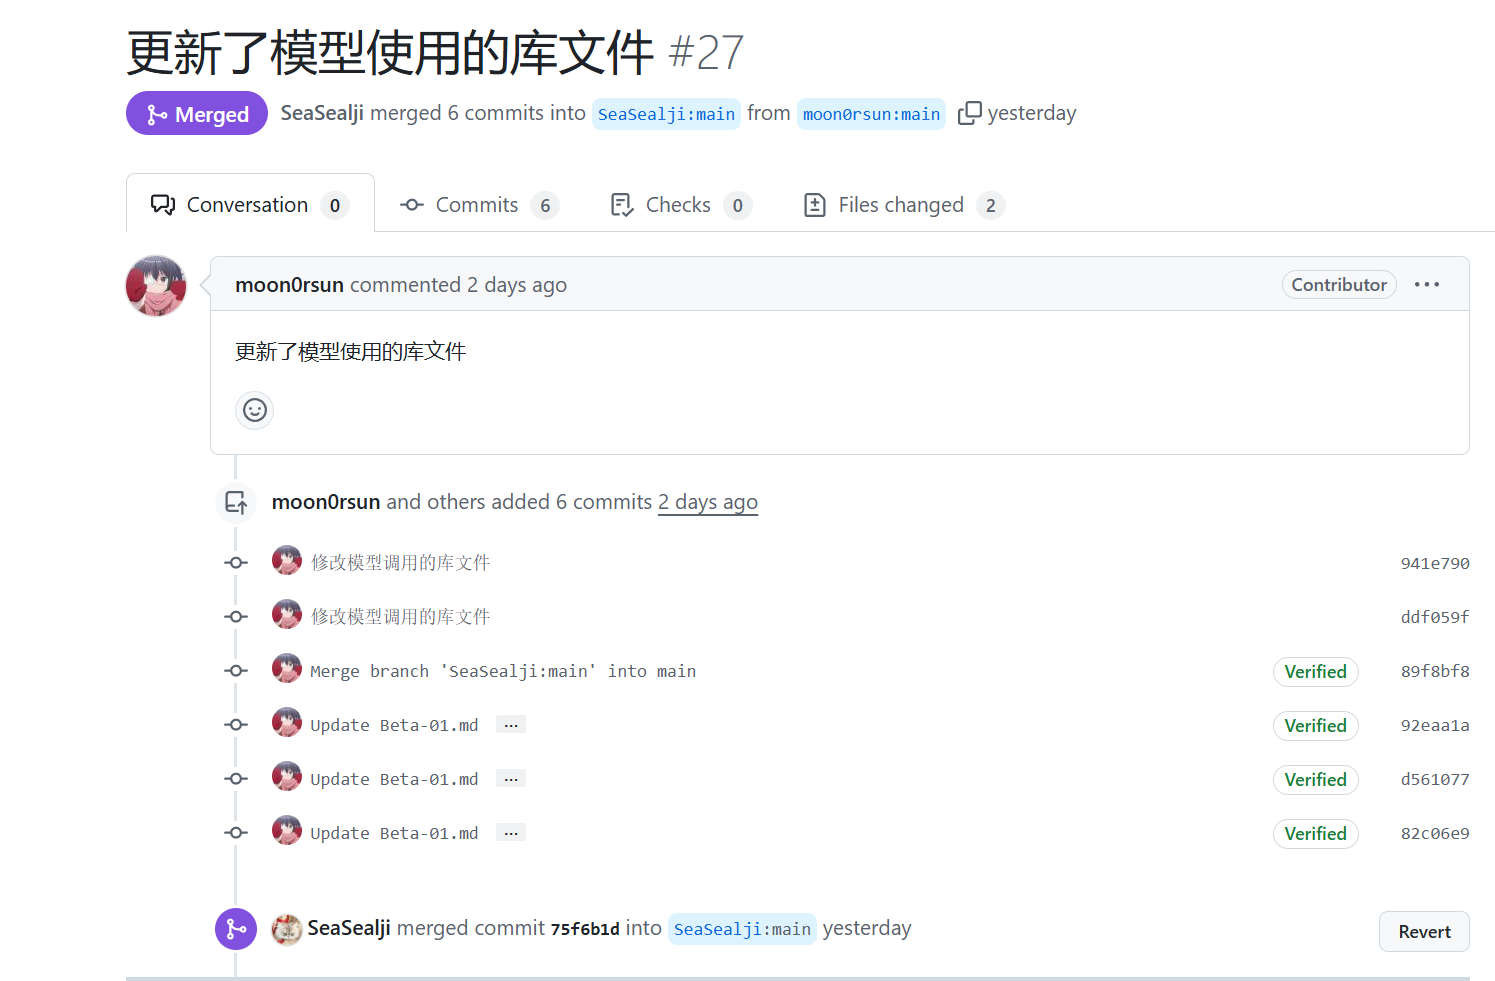 更新了模型使用的库文件 #27
Merged SeaSealji merged 6 commits into SeaSealji:main from moon0rsun:main yesterday
Conversation 0 Commits 6 Checks 0 Files changed 2
moon0rsun commented 2 days ago Contributor
更新了模型使用的库文件
moon0rsun and others added 6 commits 2 days ago
修改模型调用的库文件 941e790
修改模型调用的库文件 ddf059f
Merge branch 'SeaSealji:main' into main Verified 89f8bf8
Update Beta-01.md ... Verified 92eaa1a
Update Beta-01.md ... Verified d561077
Update Beta-01.md ... Verified 82c06e9
SeaSealji merged commit 75f6b1d into SeaSealji:main yesterday Revert